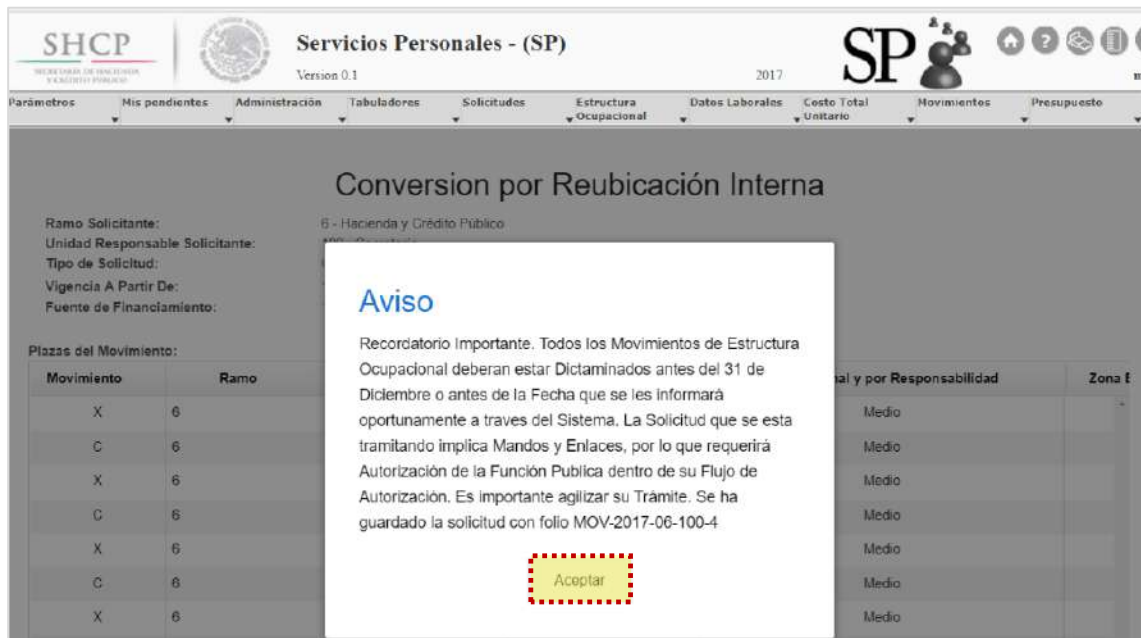 SHCP
SECRETARÍA DE HACIENDA
Y CRÉDITO PÚBLICO
Servicios Personales - (SP)
Version 0.1
2017
SP
Parámetros Mis pendientes Administración Tabuladores Solicitudes Estructura Ocupacional Datos Laborales Costo Total Unitario Movimientos Presupuesto
Conversion por Reubicación Interna
Ramo Solicitante: 6 - Hacienda y Crédito Público
Unidad Responsable Solicitante:
Tipo de Solicitud:
Vigencia A Partir De:
Fuente de Financiamiento:
Aviso
Recordatorio Importante. Todos los Movimientos de Estructura
Ocupacional deberan estar Dictaminados antes del 31 de
Diciembre o antes de la Fecha que se les informará
oportunamente a traves del Sistema. La Solicitud que se esta
tramitando implica Mandos y Enlaces, por lo que requerirá
Autorización de la Función Publica dentro de su Flujo de
Autorización. Es importante agilizar su Trámite. Se ha
guardado la solicitud con folio MOV-2017-06-100-4
Aceptar
Plazas del Movimiento:
Movimiento Ramo al y por Responsabilidad Zona E
X 6 Medio
C 6 Medio
X 6 Medio
C 6 Medio
X 6 Medio
C 6 Medio
X 6 Medio